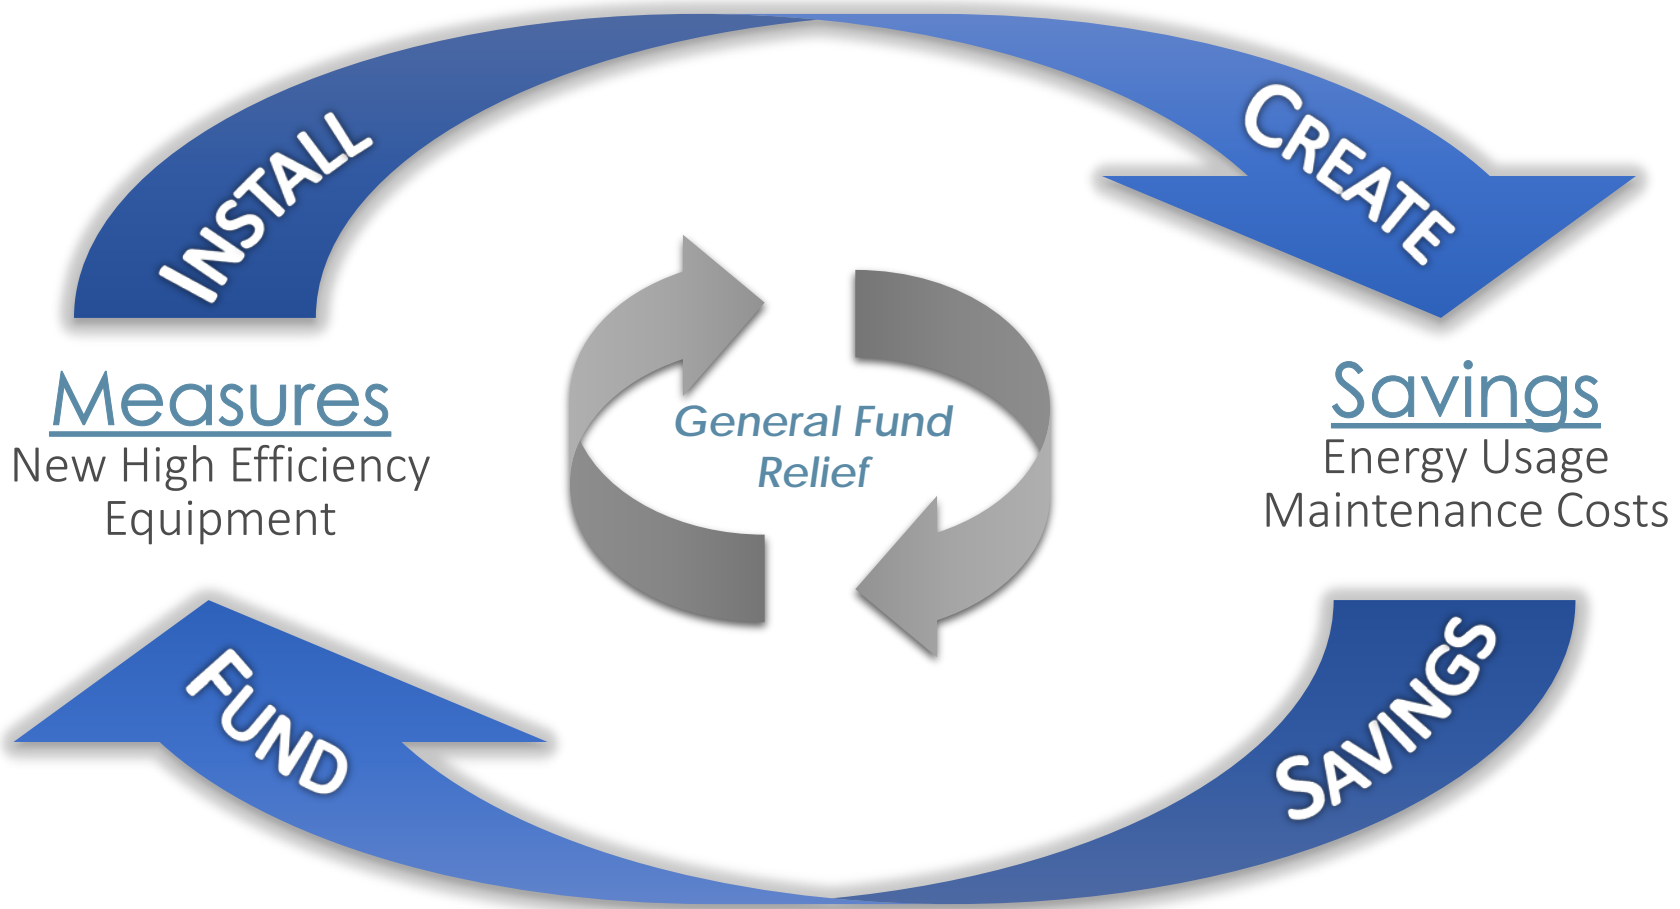 INSTALL
CREATE
Measures
New High Efficiency
Equipment
General Fund
Relief
Savings
Energy Usage
Maintenance Costs
FUND
SAVINGS